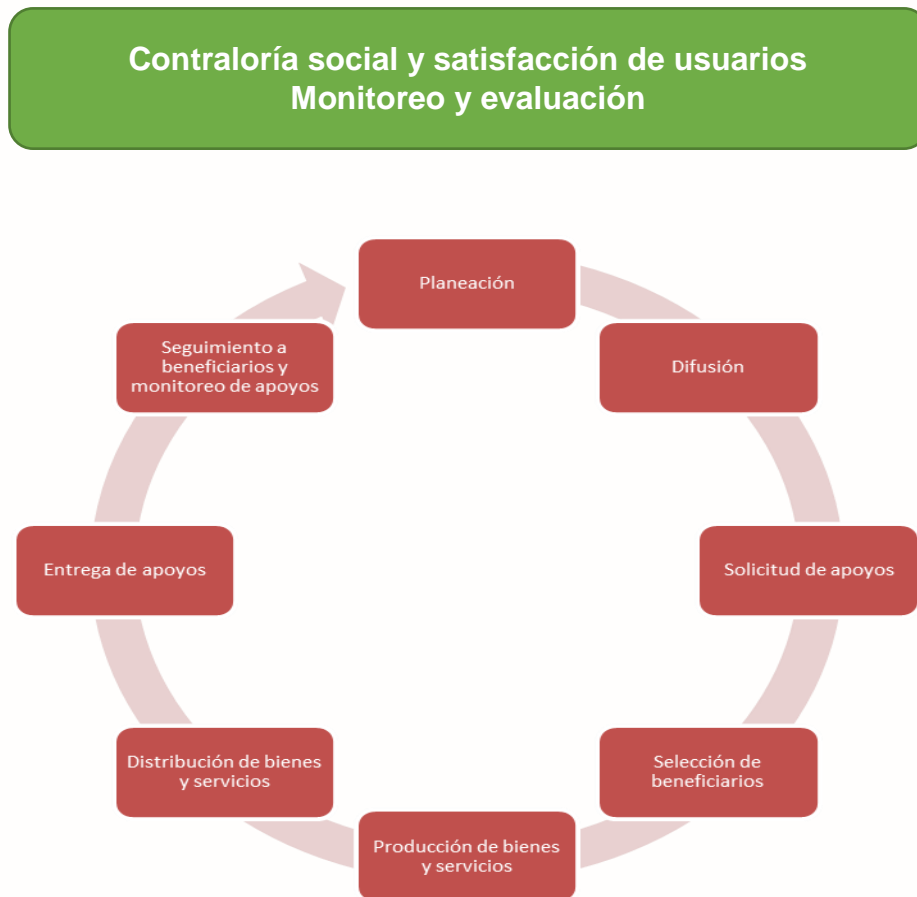 Contraloría social y satisfacción de usuarios
Monitoreo y evaluación
Planeación
Difusión
Solicitud de apoyos
Selección de
beneficiarios
Producción de bienes
y servicios
Distribución de bienes
y servicios
Entrega de apoyos
Seguimiento a
beneficiarios y
monitoreo de apoyos